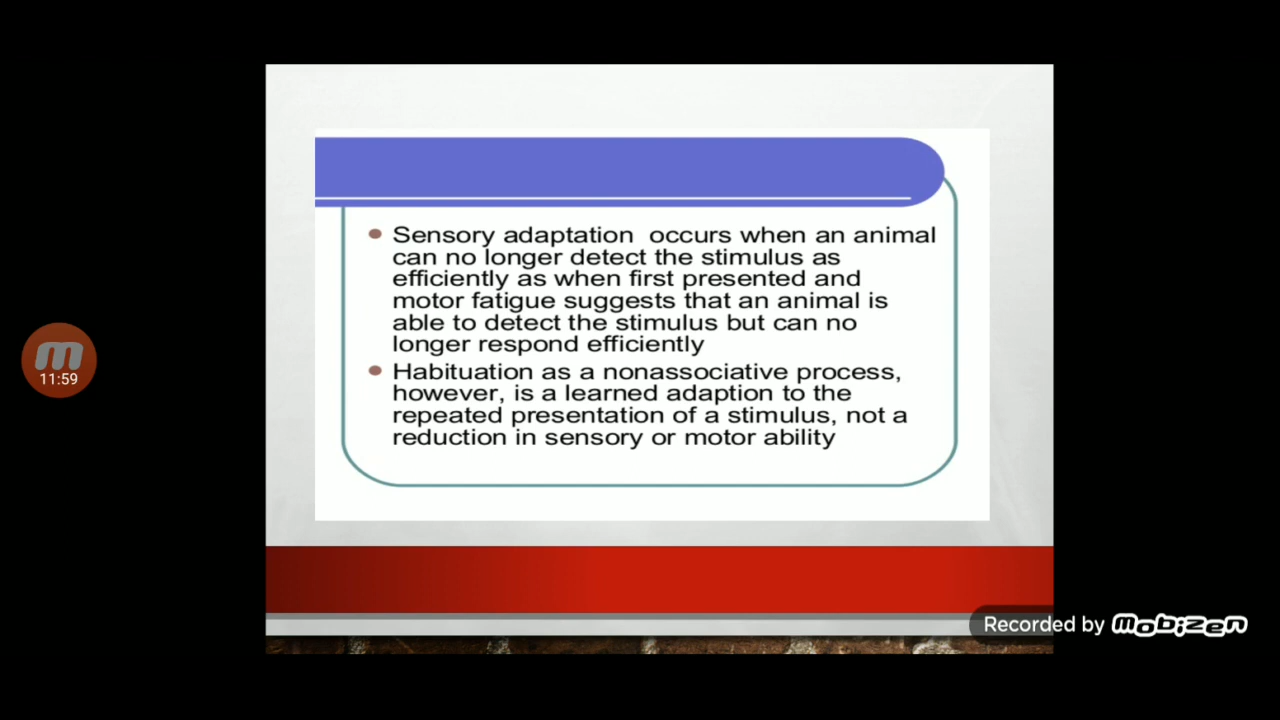 Sensory adaptation occurs when an animal
can no longer detect the stimulus as
efficiently as when first presented and
motor fatigue suggests that an animal is
able to detect the stimulus but can no
longer respond efficiently
Habituation as a nonassociative process,
however, is a learned adaption to the
repeated presentation of a stimulus, not a
reduction in sensory or motor ability
m
11:59
Recorded by mobizen